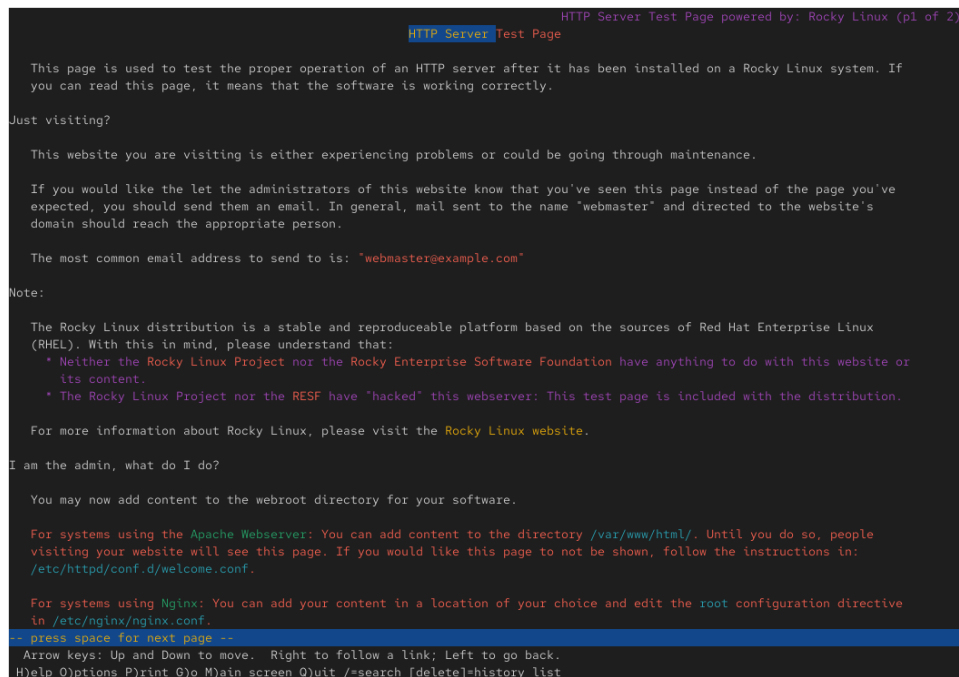 HTTP Server Test Page powered by: Rocky Linux (p1 of 2)
HTTP Server Test Page
This page is used to test the proper operation of an HTTP server after it has been installed on a Rocky Linux system. If
you can read this page, it means that the software is working correctly.
Just visiting?
This website you are visiting is either experiencing problems or could be going through maintenance.
If you would like the let the administrators of this website know that you've seen this page instead of the page you've
expected, you should send them an email. In general, mail sent to the name "webmaster" and directed to the website's
domain should reach the appropriate person.
The most common email address to send to is: "webmaster@example.com"
Note:
The Rocky Linux distribution is a stable and reproduceable platform based on the sources of Red Hat Enterprise Linux
(RHEL). With this in mind, please understand that:
* Neither the Rocky Linux Project nor the Rocky Enterprise Software Foundation have anything to do with this website or
its content.
* The Rocky Linux Project nor the RESF have "hacked" this webserver: This test page is included with the distribution.
For more information about Rocky Linux, please visit the Rocky Linux website.
I am the admin, what do I do?
You may now add content to the webroot directory for your software.
For systems using the Apache Webserver: You can add content to the directory /var/www/html/. Until you do so, people
visiting your website will see this page. If you would like this page to not be shown, follow the instructions in:
/etc/httpd/conf.d/welcome.conf.
For systems using Nginx: You can add your content in a location of your choice and edit the root configuration directive
in /etc/nginx/nginx.conf.
-- press space for next page --
Arrow keys: Up and Down to move. Right to follow a link; Left to go back.
H)elp O)ptions P)rint G)o M)ain screen Q)uit /=search [delete]=history list